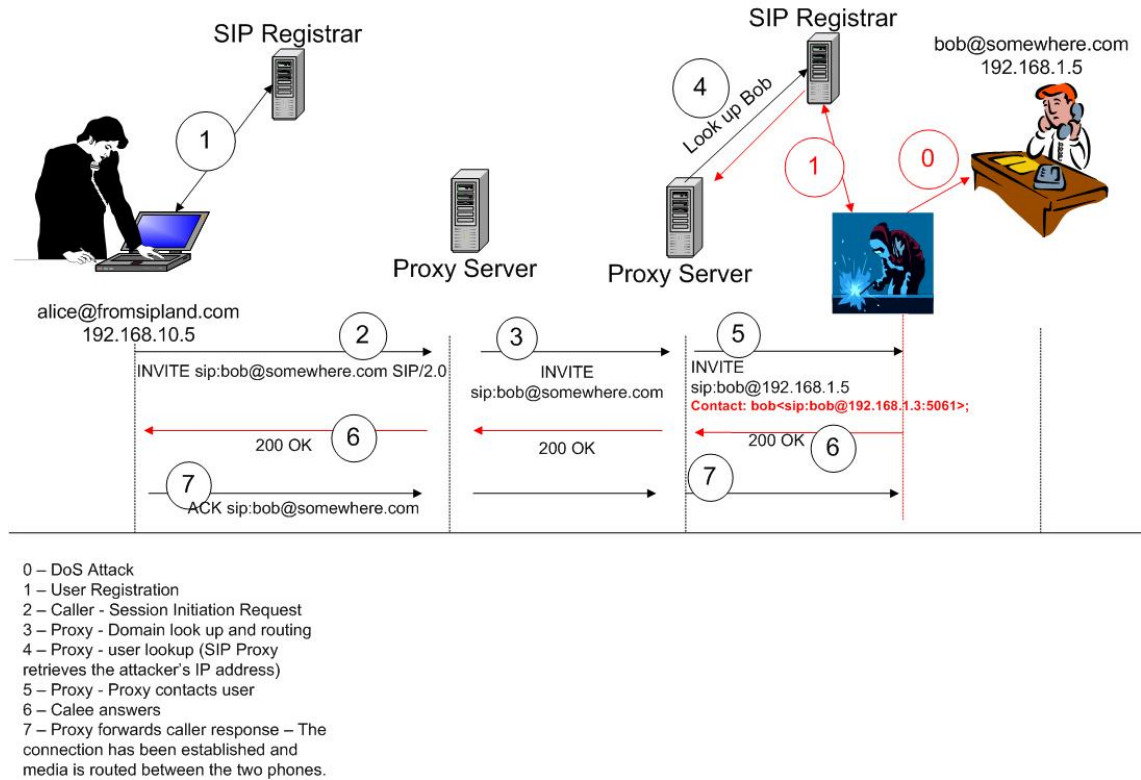 SIP Registrar
SIP Registrar
bob@somewhere.com
192.168.1.5
4
Look up Bob
1
1
0
Proxy Server
Proxy Server
alice@fromsipland.com
192.168.10.5
2
3
5
INVITE sip:bob@somewhere.com SIP/2.0
INVITE
sip:bob@somewhere.com
INVITE
sip:bob@192.168.1.5
Contact: bob<sip:bob@192.168.1.3:5061>;
200 OK
6
200 OK
200 OK
6
7
ACK sip:bob@somewhere.com
7
0 – DoS Attack
1 – User Registration
2 – Caller - Session Initiation Request
3 – Proxy - Domain look up and routing
4 – Proxy - user lookup (SIP Proxy
retrieves the attacker's IP address)
5 – Proxy - Proxy contacts user
6 – Calee answers
7 – Proxy forwards caller response – The
connection has been established and
media is routed between the two phones.